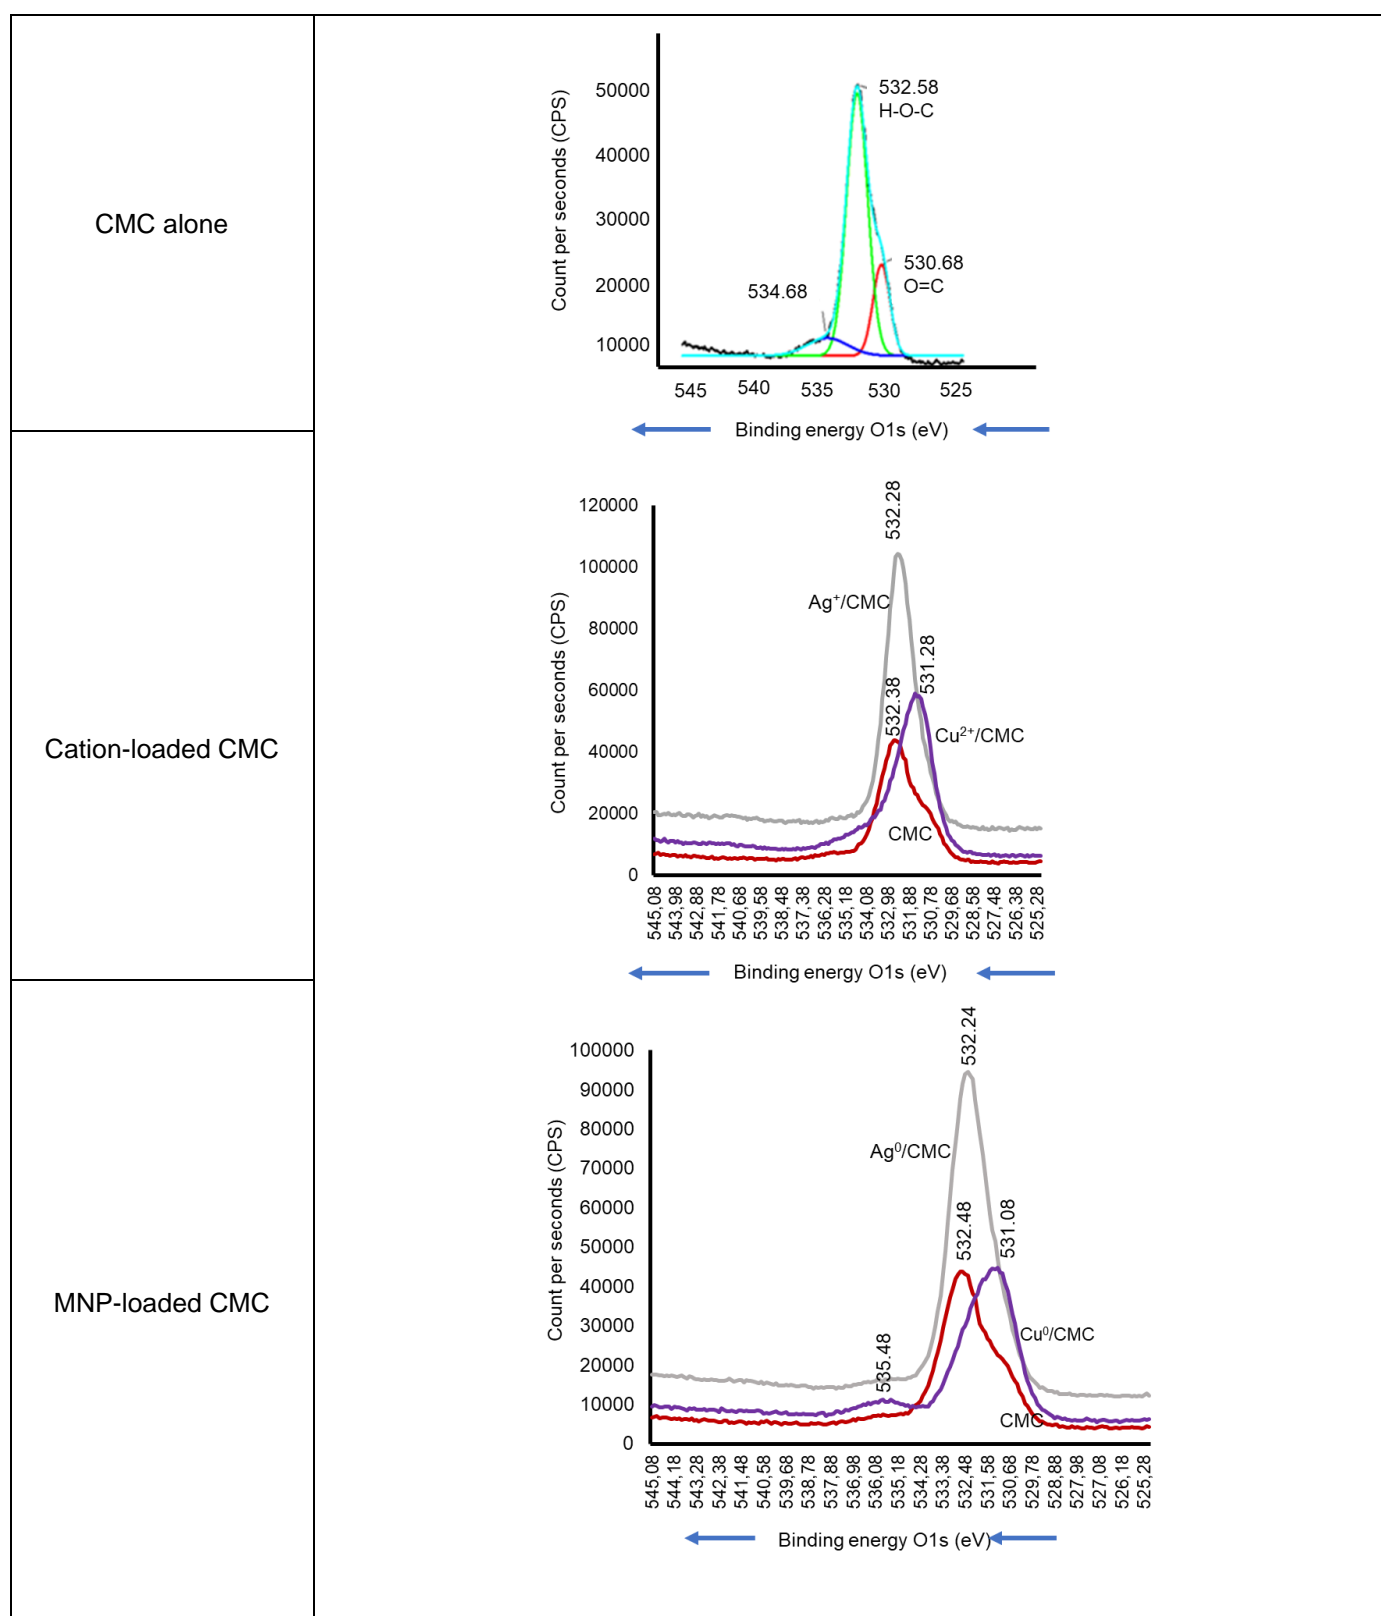 CMC alone
Count per seconds (CPS)
50000
40000
30000
20000
10000
532.58
H-O-C
530.68
O=C
534.68
545 540 535 530 525
Binding energy O1s (eV)
Cation-loaded CMC
Count per seconds (CPS)
120000
100000
80000
60000
40000
20000
0
532.28
Ag⁺/CMC
531.28
532.38
Cu²⁺/CMC
CMC
545,08 543,98 542,88 541,78 540,68 539,58 538,48 537,38 536,28 535,18 534,08 532,98 531,88 530,78 529,68 528,58 527,48 526,38 525,28
Binding energy O1s (eV)
MNP-loaded CMC
Count per seconds (CPS)
100000
90000
80000
70000
60000
50000
40000
30000
20000
10000
0
532.24
Ag⁰/CMC
532.48
531.08
535.48
Cu⁰/CMC
CMC
545,08 544,18 543,28 542,38 541,48 540,58 539,68 538,78 537,88 536,98 536,08 535,18 534,28 533,38 532,48 531,58 530,68 529,78 528,88 527,98 527,08 526,18 525,28
Binding energy O1s (eV)